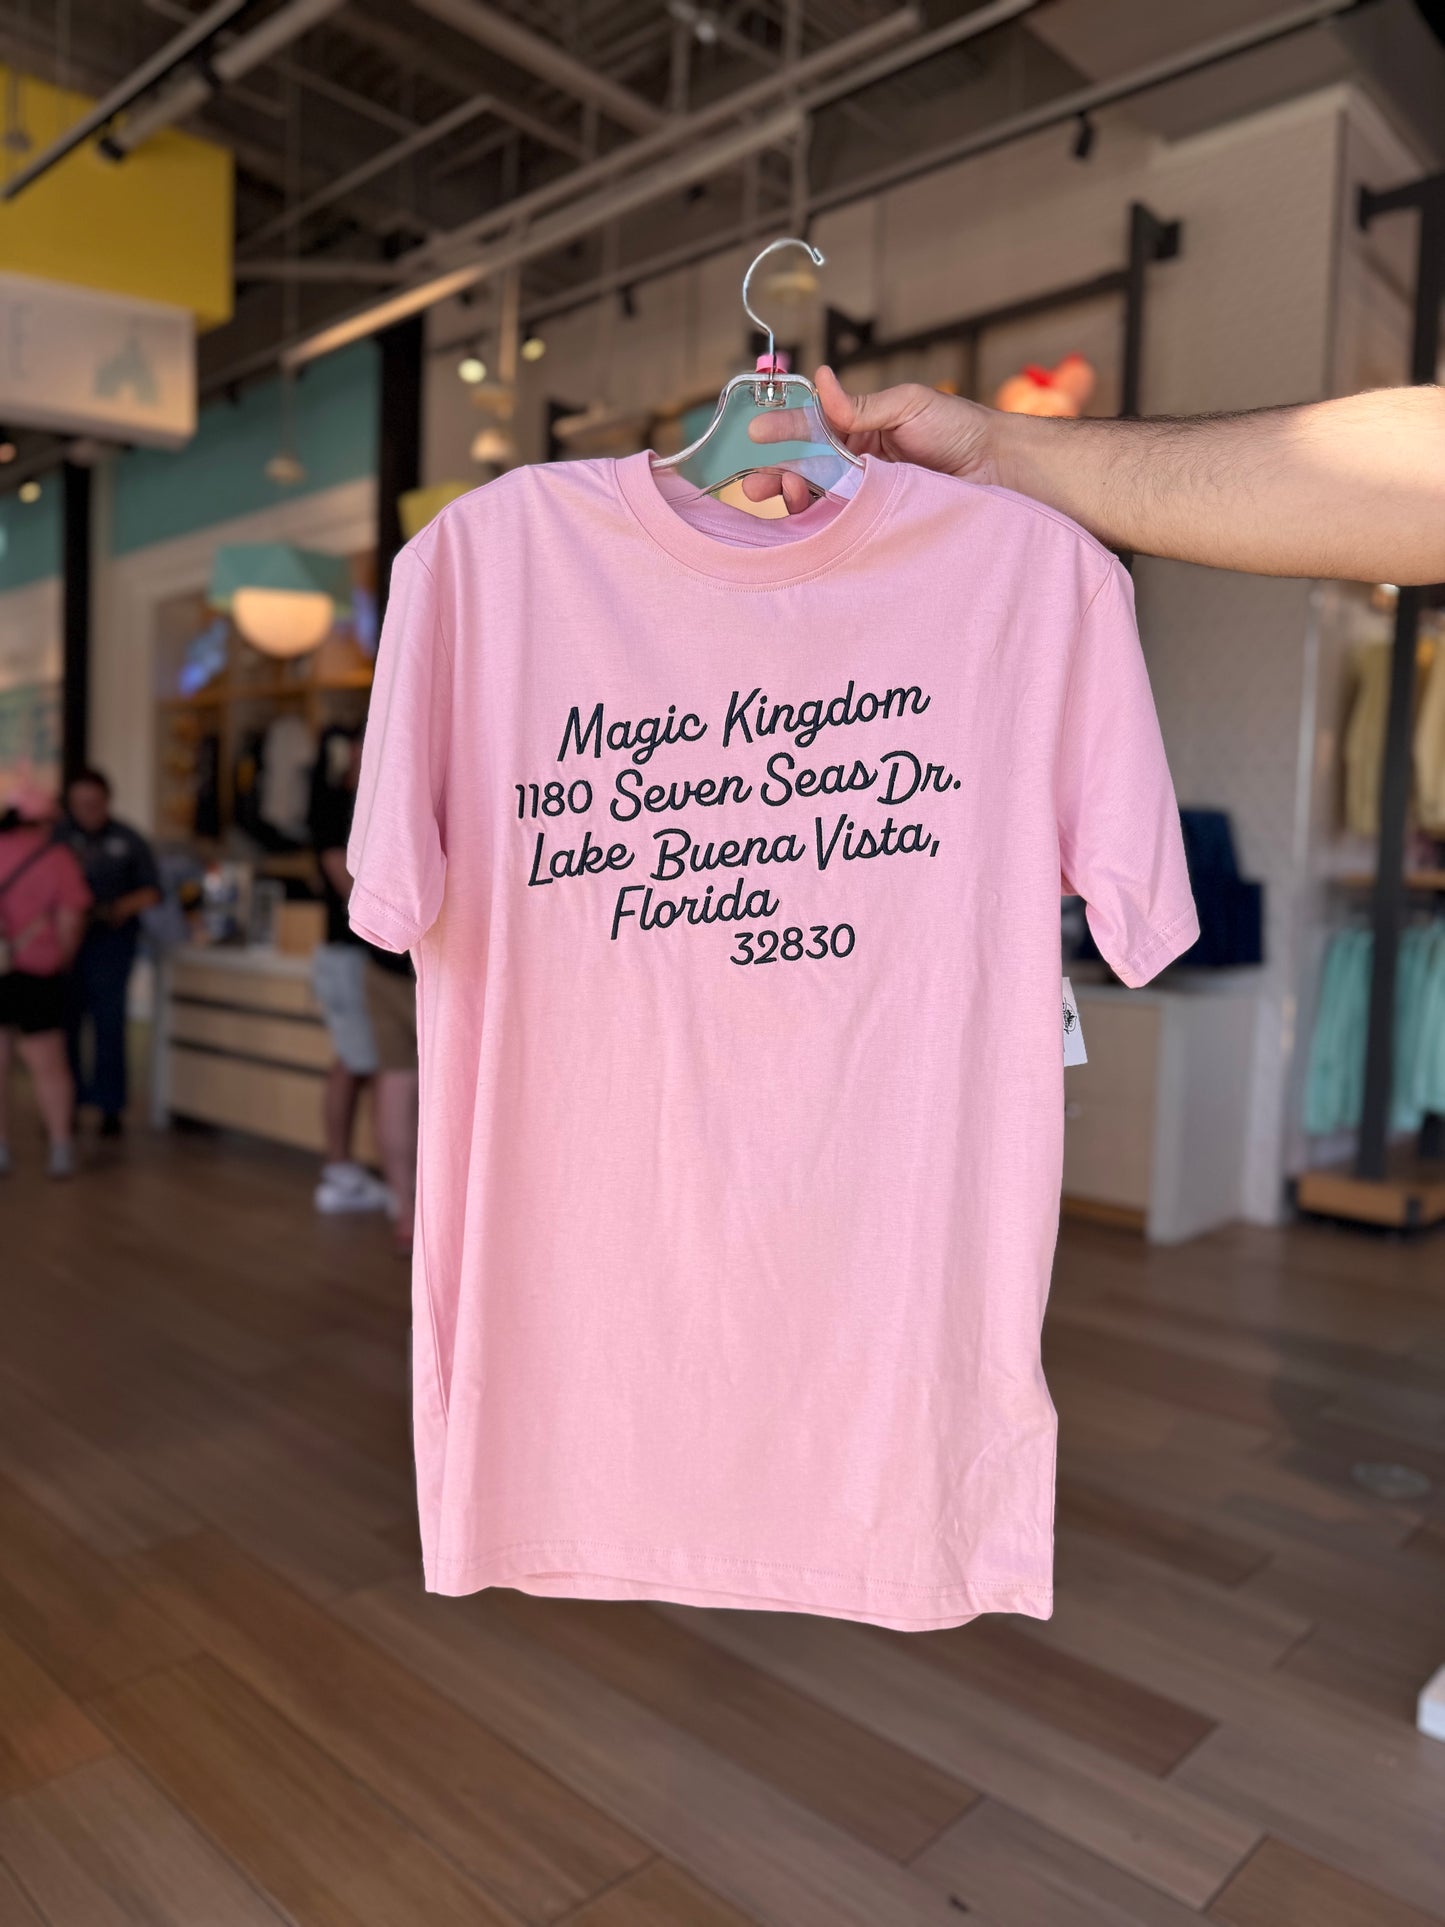 Magic Kingdom
1180 Seven Seas Dr.
Lake Buena Vista,
Florida
32830